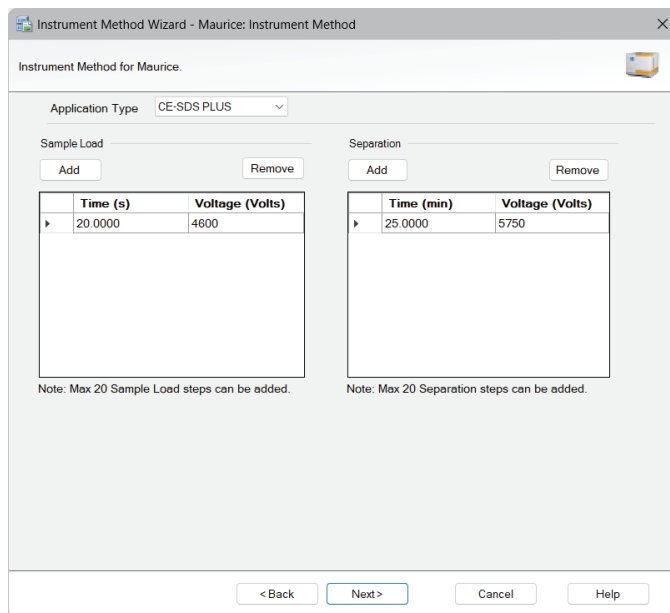 Instrument Method Wizard - Maurice: Instrument Method
Instrument Method for Maurice.
Application Type CE-SDS PLUS
Sample Load Separation
Add Remove Add Remove
Time (s) Voltage (Volts) Time (min) Voltage (Volts)
20.0000 4600 25.0000 5750
Note: Max 20 Sample Load steps can be added. Note: Max 20 Separation steps can be added.
< Back Next > Cancel Help